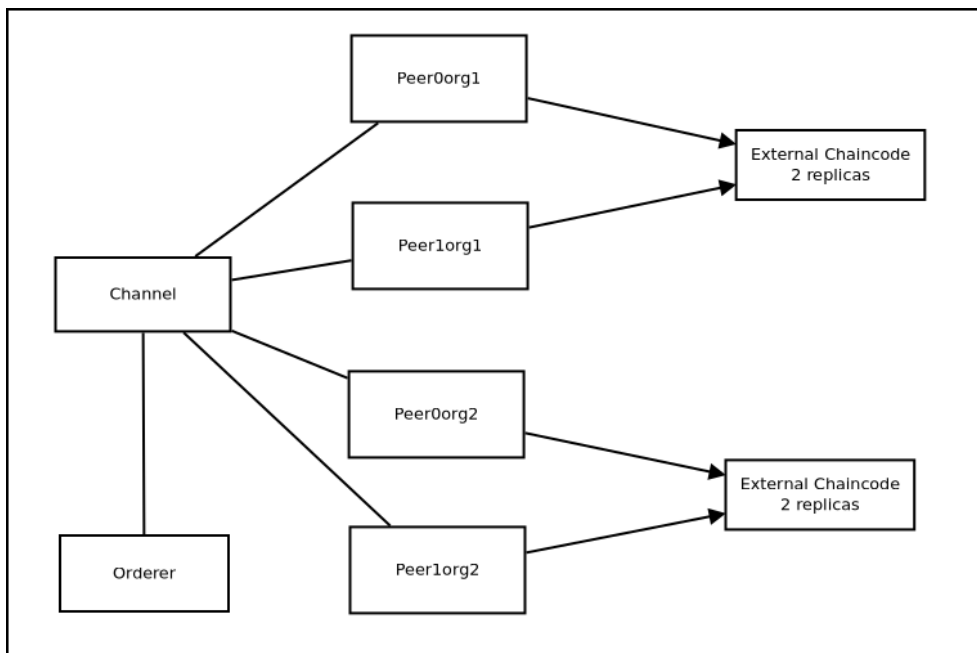 Peer0org1
External Chaincode
2 replicas
Peer1org1
Channel
Peer0org2
External Chaincode
2 replicas
Orderer
Peer1org2